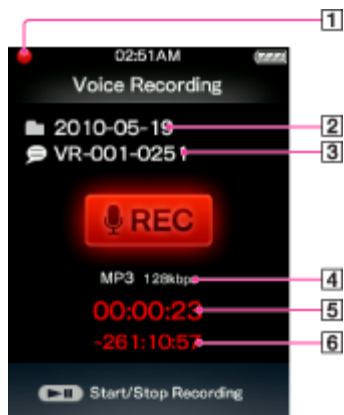 1
02:51AM
Voice Recording
2010-05-19 2
VR-001-0251 3
REC
MP3 128kbps 4
00:00:23 5
-261:10:57 6
Start/Stop Recording